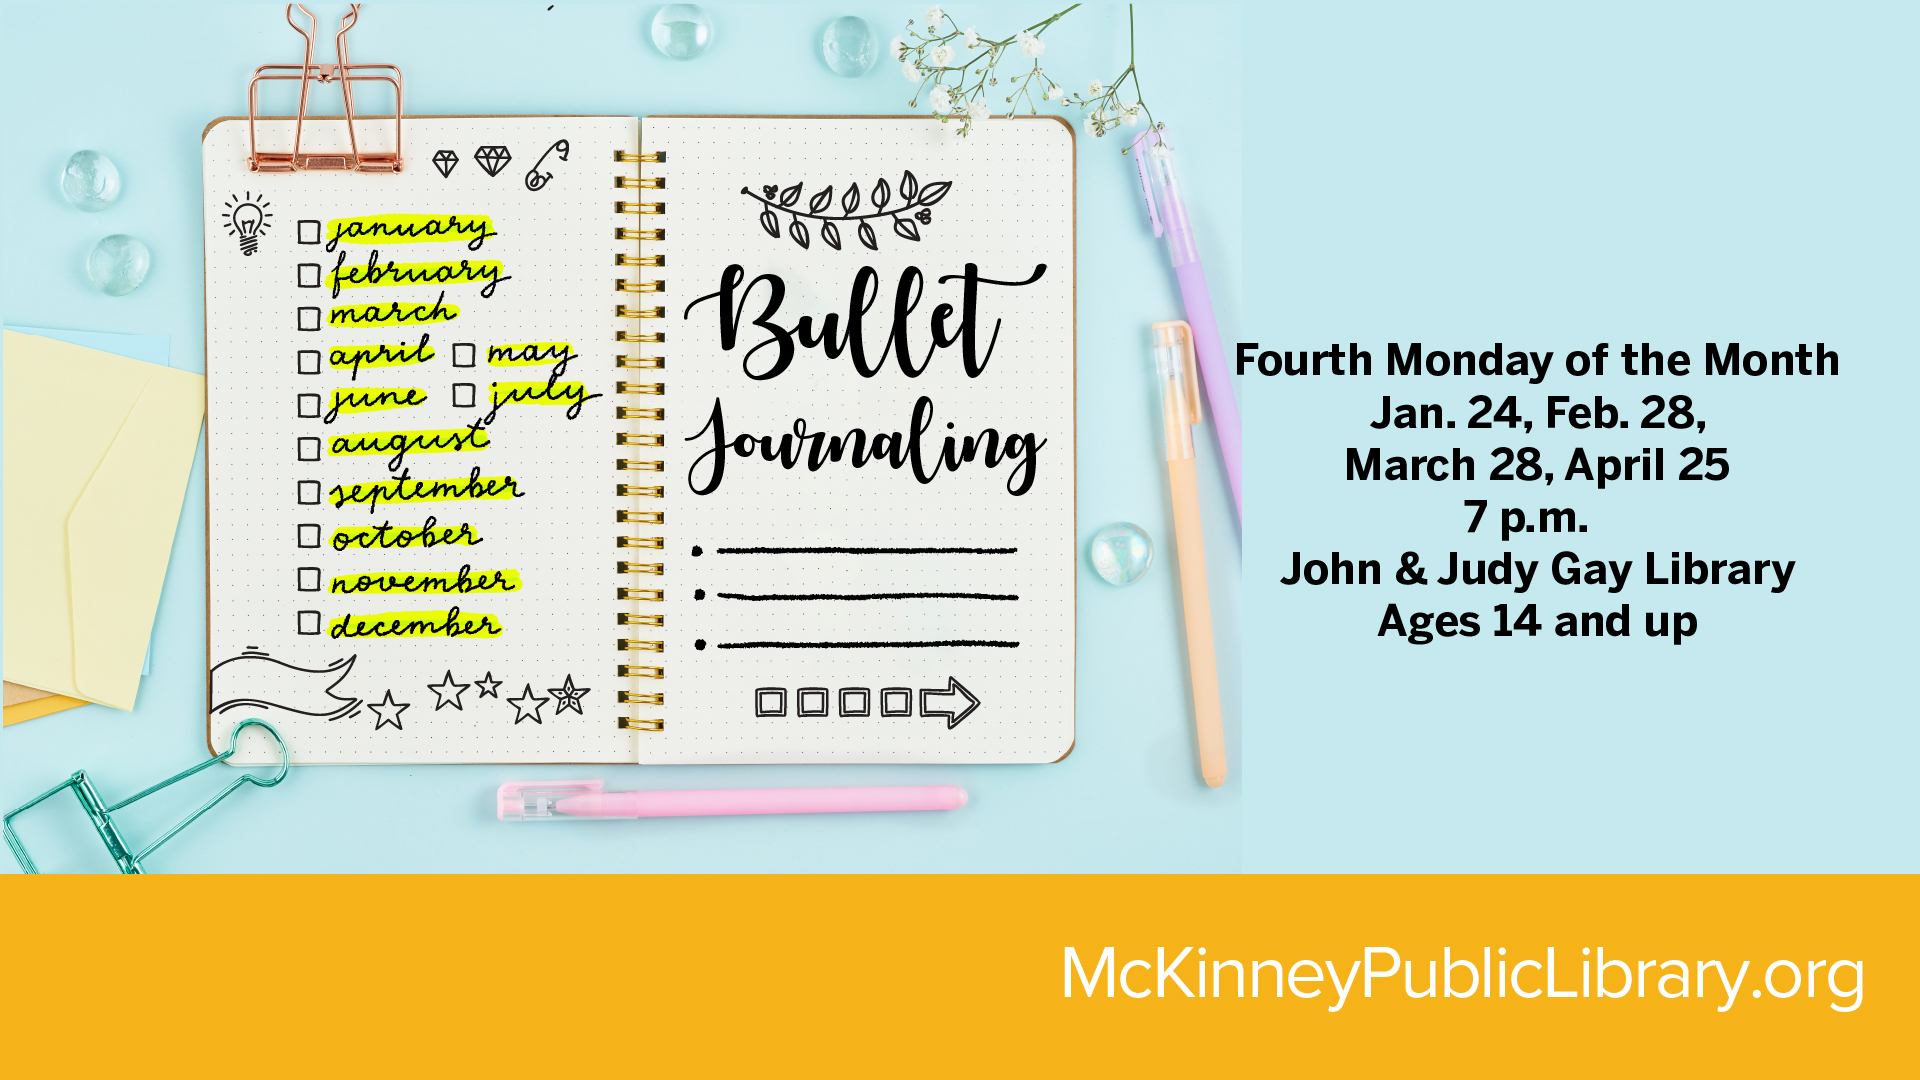 january
february
march
april may
june july
august
september
october
november
december
Bullet
Journaling
Fourth Monday of the Month
Jan. 24, Feb. 28,
March 28, April 25
7 p.m.
John & Judy Gay Library
Ages 14 and up
McKinneyPublicLibrary.org